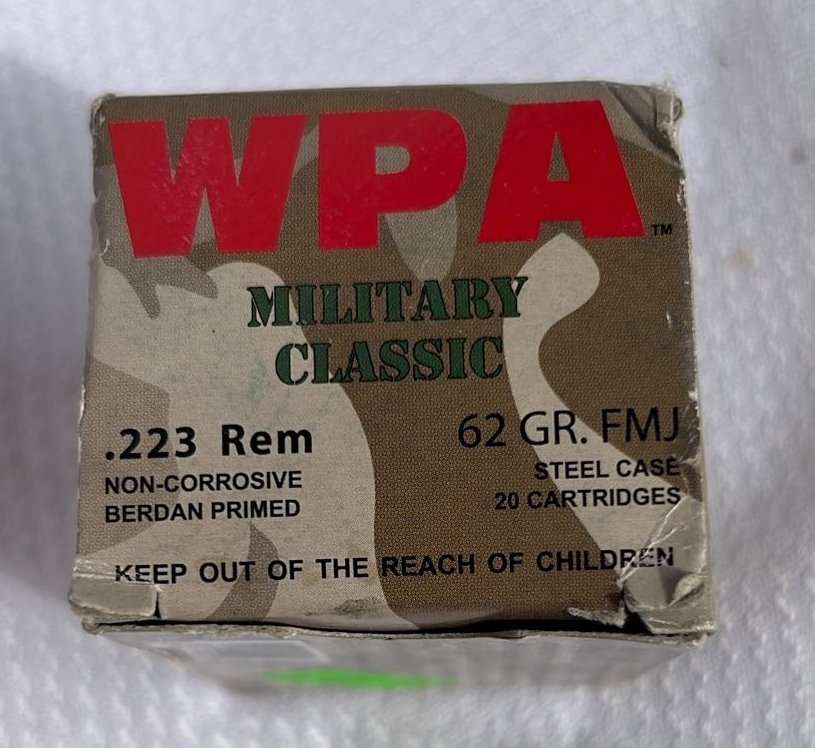 WPA™
MILITARY
CLASSIC
.223 Rem
NON-CORROSIVE
BERDAN PRIMED
62 GR. FMJ
STEEL CASE
20 CARTRIDGES
KEEP OUT OF THE REACH OF CHILDREN